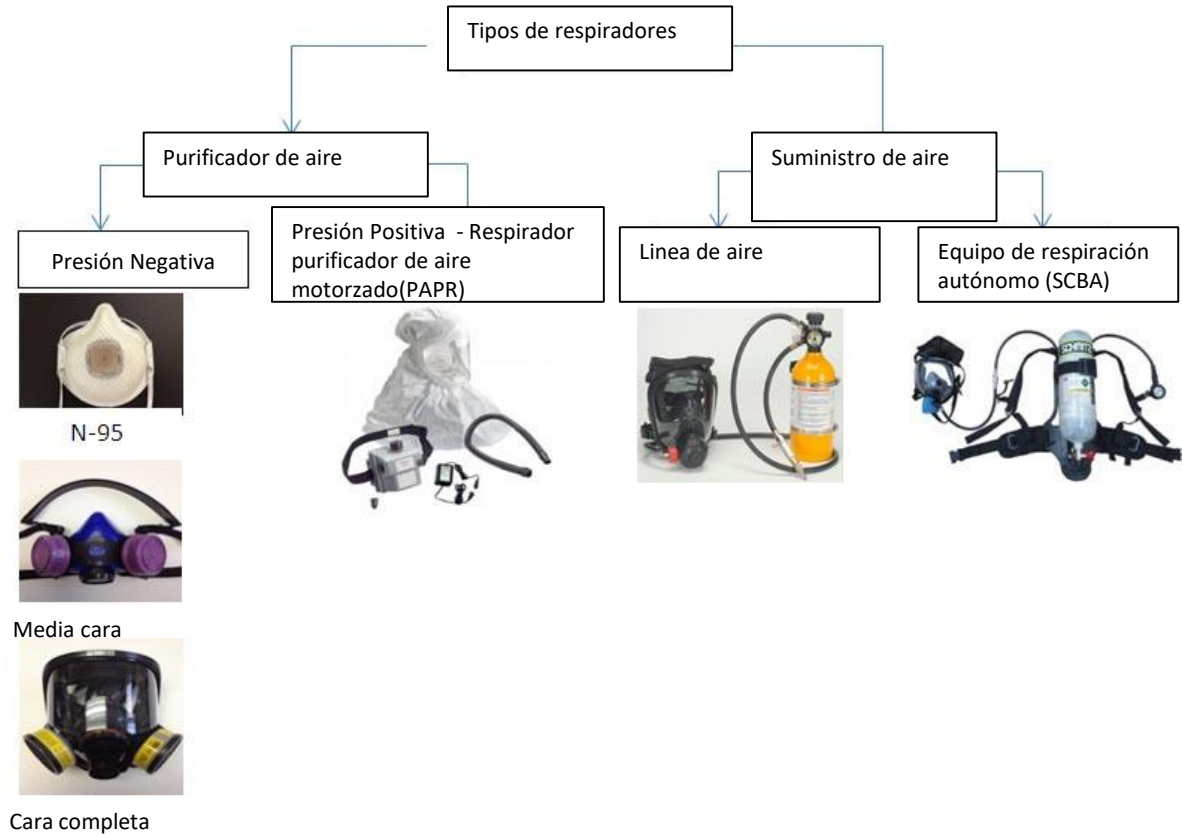 Tipos de respiradores
Purificador de aire
Suministro de aire
Presión Negativa
Presión Positiva - Respirador
purificador de aire
motorzado(PAPR)
Linea de aire
Equipo de respiración
autónomo (SCBA)
N-95
Media cara
Cara completa